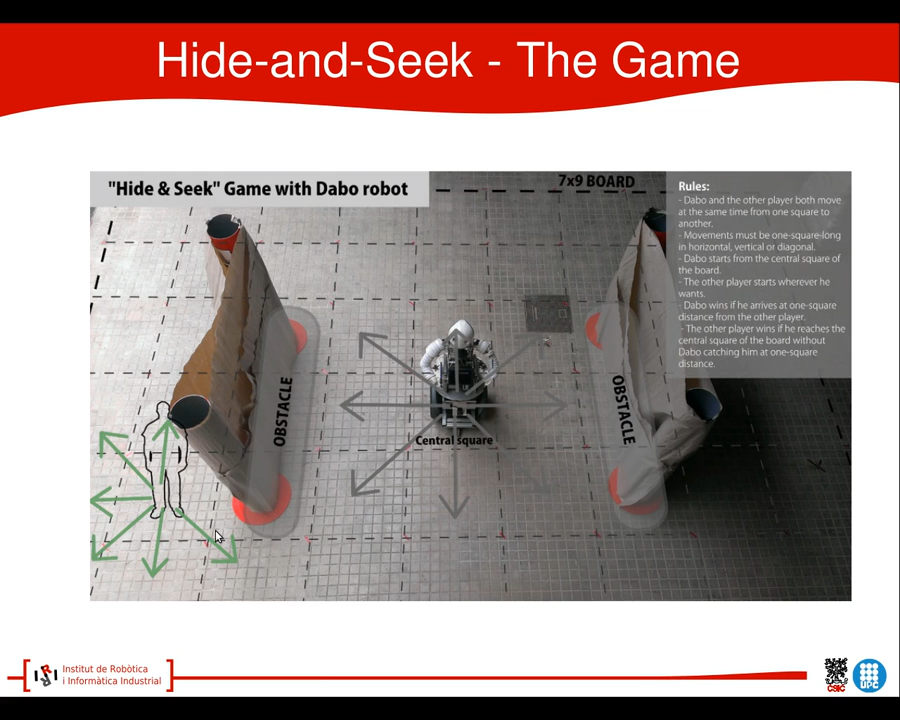 Hide-and-Seek - The Game
"Hide & Seek" Game with Dabo robot
7x9 BOARD
Rules:
- Dabo and the other player both move
at the same time from one square to
another.
- Movements must be one-square-long
in horizontal, vertical or diagonal.
- Dabo starts from the central square of
the board.
- The other player starts wherever he
wants.
- Dabo wins if he arrives at one-square
distance from the other player.
- The other player wins if he reaches the
central square of the board without
Dabo catching him at one-square
distance.
OBSTACLE
OBSTACLE
Central square
IRI
Institut de Robòtica
i Informàtica Industrial
CSIC
UPC